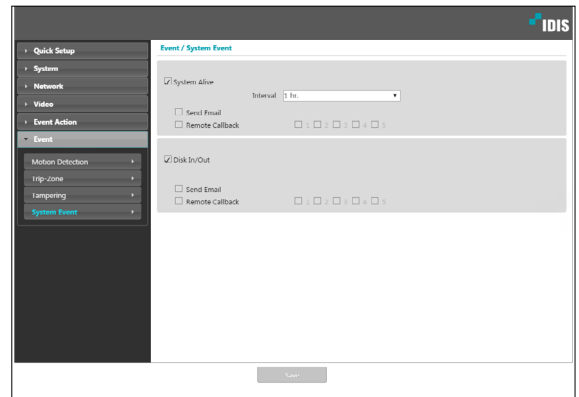 IDIS
Quick Setup
System
Network
Video
Event Action
Event
Motion Detection
Trip-Zone
Tampering
System Event
Event / System Event
System Alive
Interval 1 hr.
Send Email
Remote Callback 1 2 3 4 5
Disk In/Out
Send Email
Remote Callback 1 2 3 4 5
Save